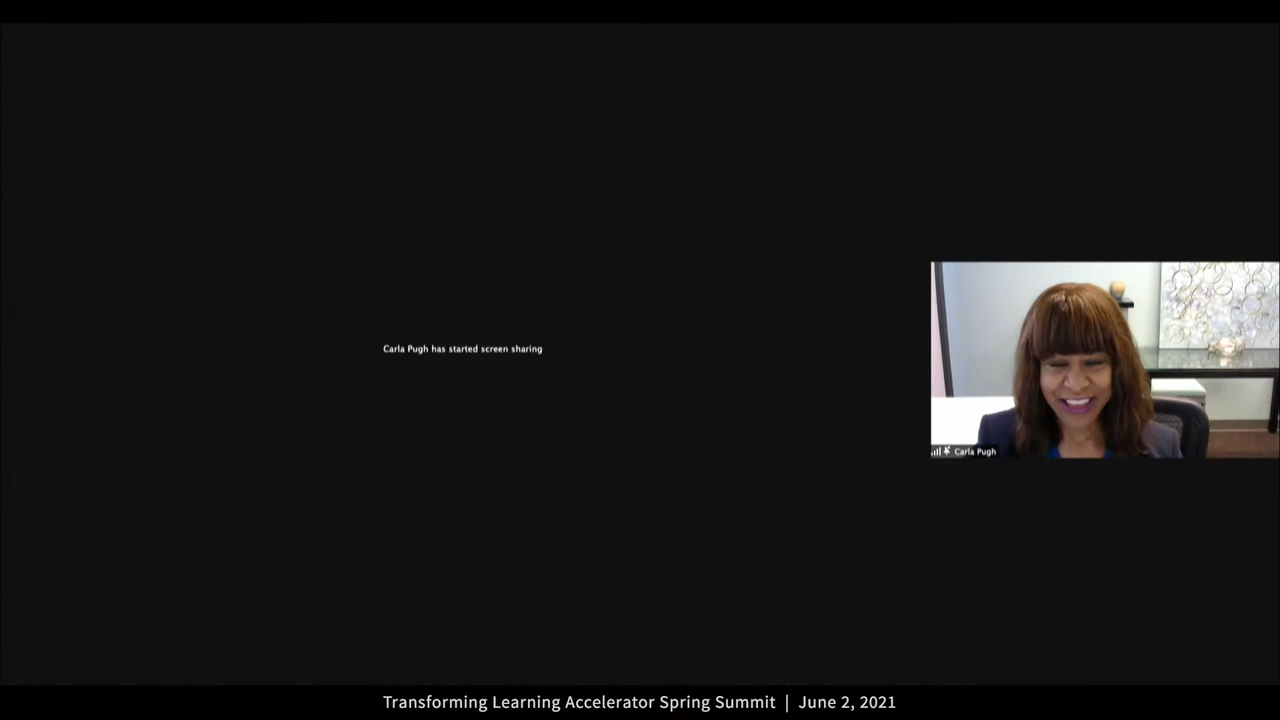 Carla Pugh has started screen sharing
Carla Pugh
Transforming Learning Accelerator Spring Summit | June 2, 2021